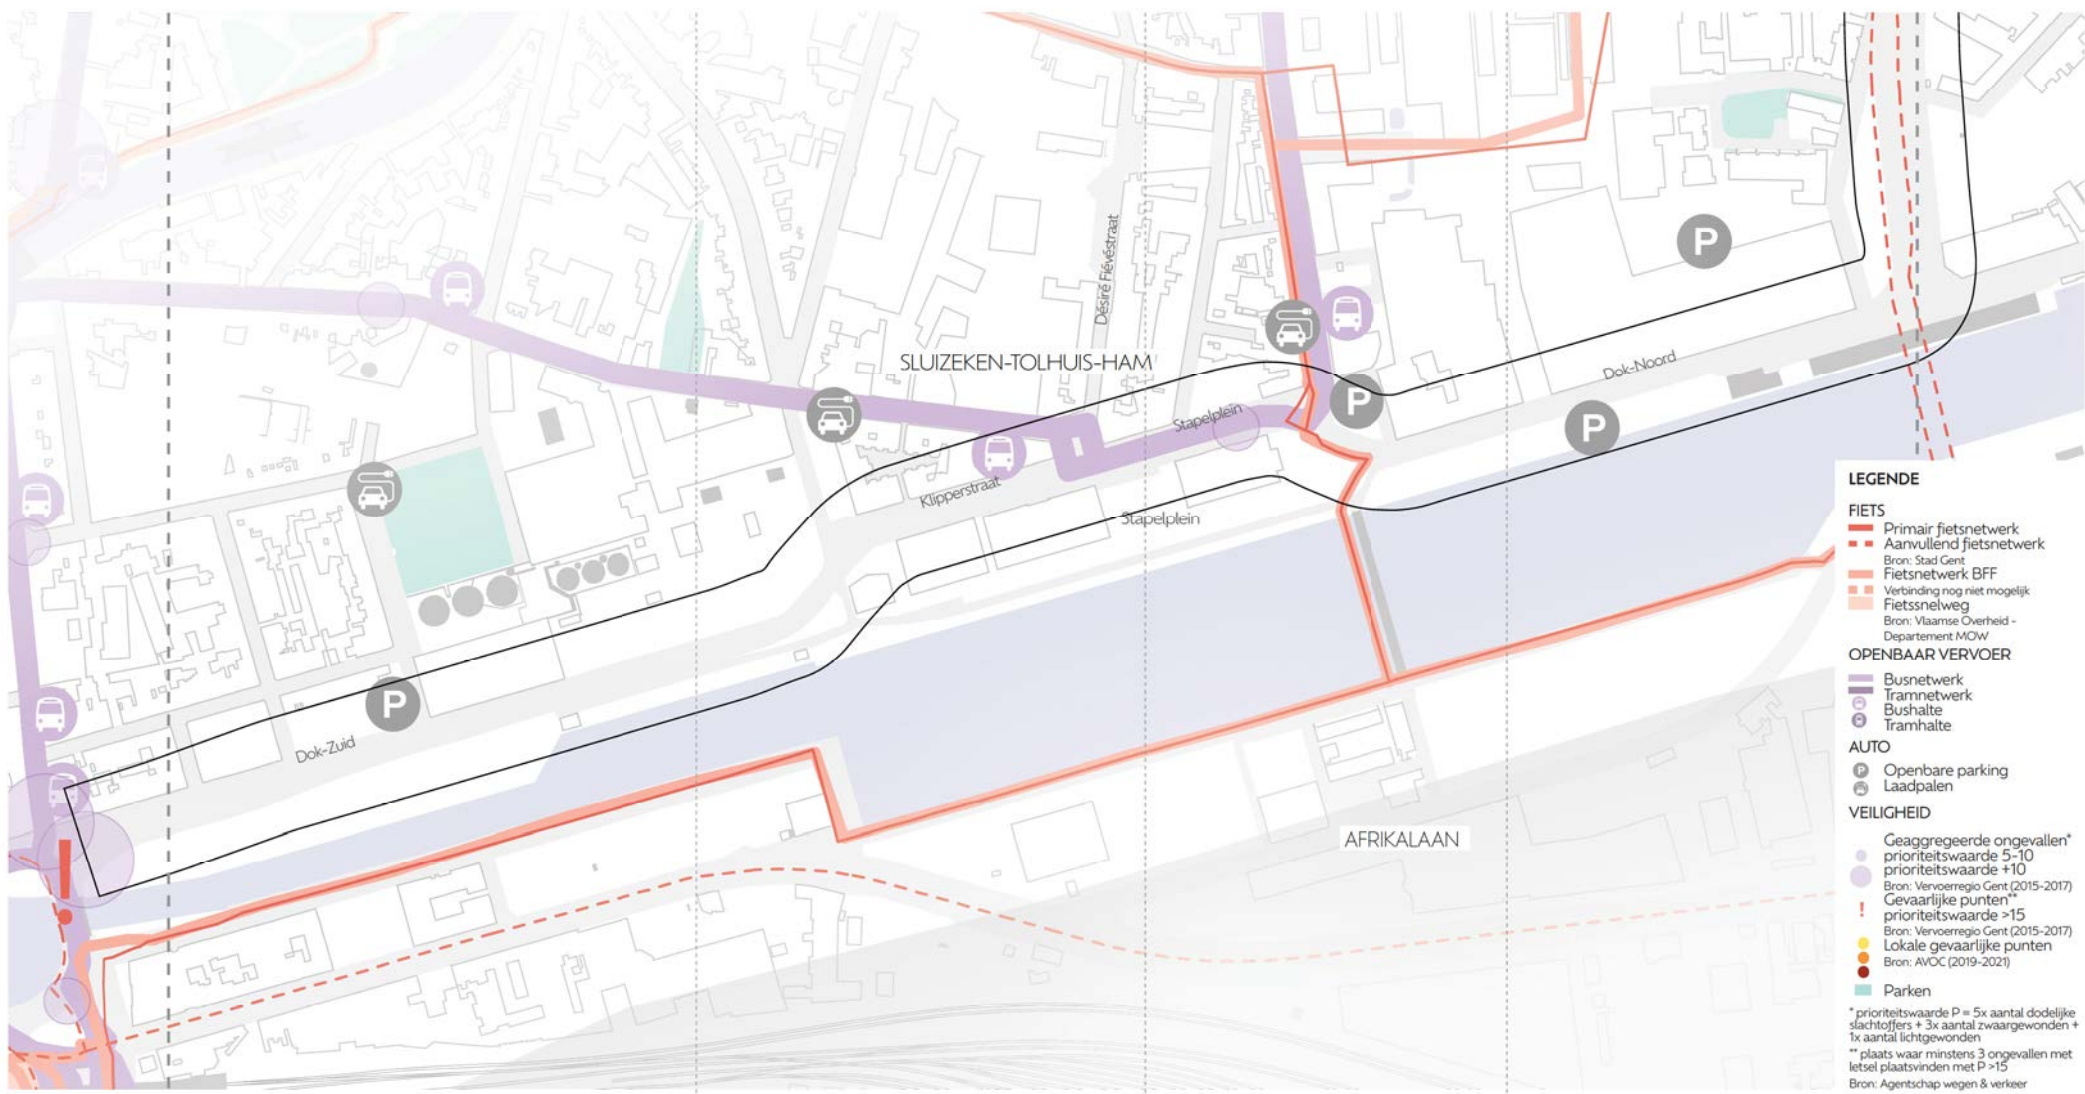 Désiré Fiévéstraat
P
SLUIZEKEN-TOLHUIS-HAM
Dok-Noord
P
Stapelplein
P
Klipperstraat
Stapelplein
P
Dok-Zuid
AFRIKALAAN
LEGENDE
FIETS
Primair fietsnetwerk
Aanvullend fietsnetwerk
Bron: Stad Gent
Fietsnetwerk BFF
Verbinding nog niet mogelijk
Fietssnelweg
Bron: Vlaamse Overheid -
Departement MOW
OPENBAAR VERVOER
Busnetwerk
Tramnetwerk
Bushalte
Tramhalte
AUTO
P Openbare parking
Laadpalen
VEILIGHEID
Geaggregeerde ongevallen*
prioriteitswaarde 5-10
prioriteitswaarde +10
Bron: Vervoerregio Gent (2015-2017)
! Gevaarlijke punten**
prioriteitswaarde >15
Bron: Vervoerregio Gent (2015-2017)
Lokale gevaarlijke punten
Bron: AVOC (2019-2021)
Parken
* prioriteitswaarde P = 5x aantal dodelijke
slachtoffers + 3x aantal zwaargewonden +
1x aantal lichtgewonden
** plaats waar minstens 3 ongevallen met
letsel plaatsvinden met P >15
Bron: Agentschap wegen & verkeer